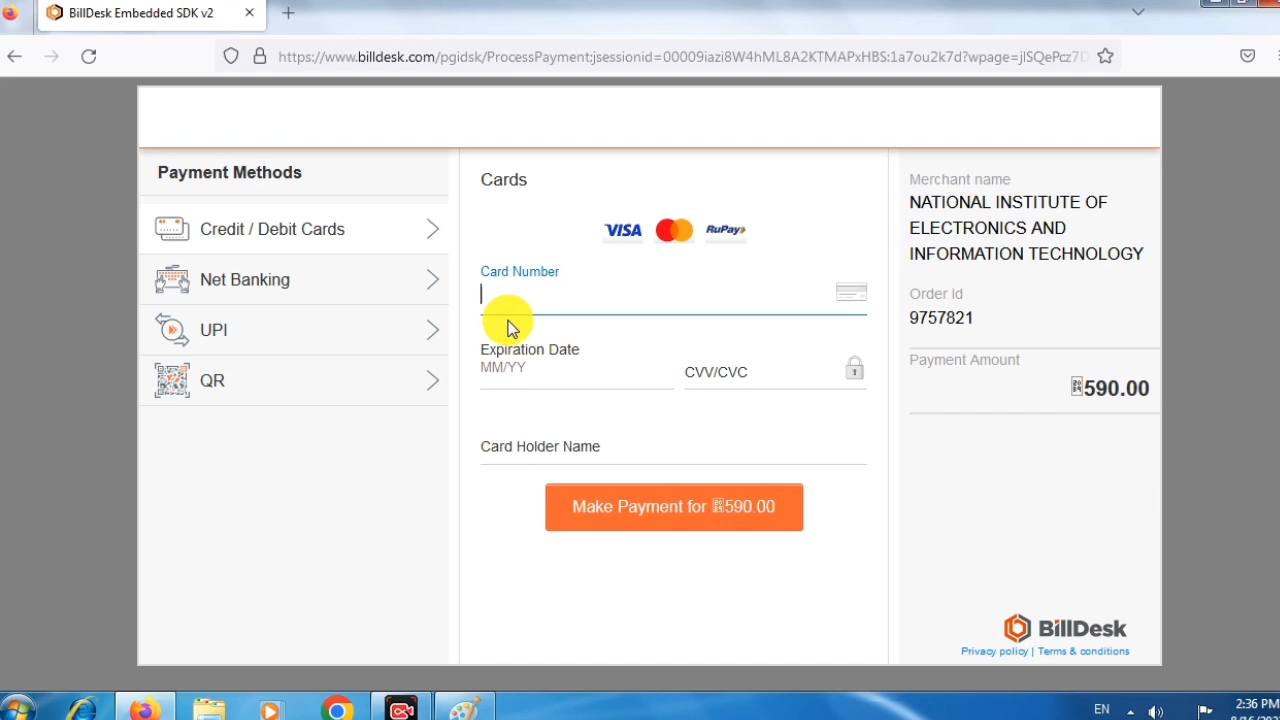 BillDesk Embedded SDK v2
https://www.billdesk.com/pgidsk/ProcessPayment;jsessionid=00009iazi8W4hML8A2KTMAPxHBS:1a7ou2k7d?wpage=jlSQePcz7D
Payment Methods
Credit / Debit Cards
Net Banking
UPI
QR
Cards
VISA
RuPay
Card Number
Expiration Date
MM/YY
CVV/CVC
Card Holder Name
Make Payment for 590.00
Merchant name
NATIONAL INSTITUTE OF
ELECTRONICS AND
INFORMATION TECHNOLOGY
Order Id
9757821
Payment Amount
590.00
BillDesk
Privacy policy | Terms & conditions
EN
2:36 PM